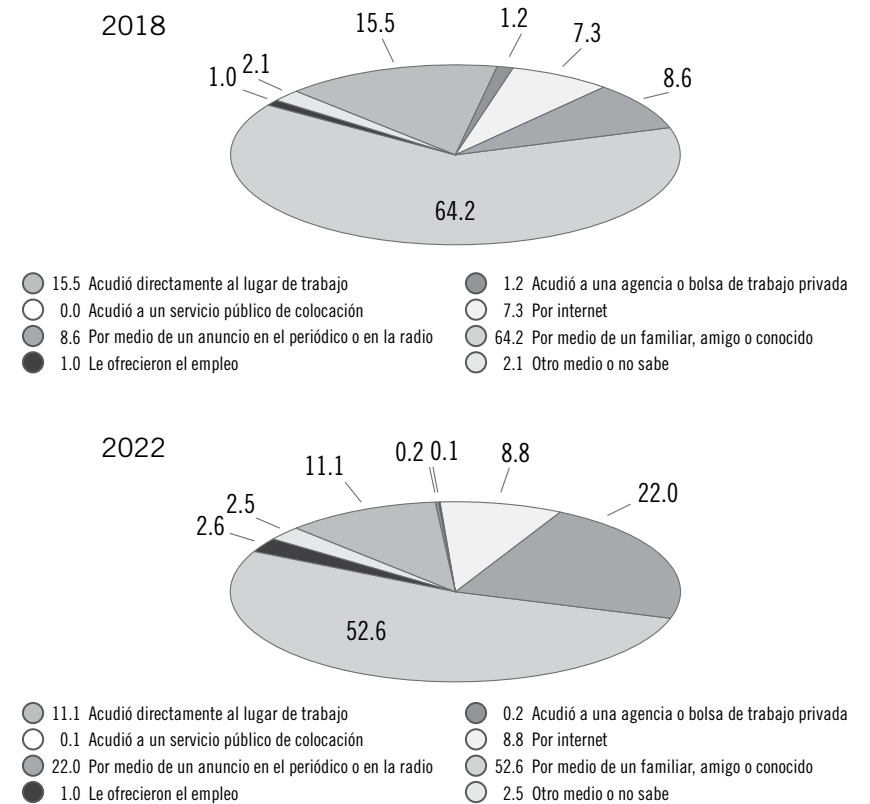 2018
15.5
1.2
7.3
8.6
1.0
2.1
64.2
15.5 Acudió directamente al lugar de trabajo
0.0 Acudió a un servicio público de colocación
8.6 Por medio de un anuncio en el periódico o en la radio
1.0 Le ofrecieron el empleo
1.2 Acudió a una agencia o bolsa de trabajo privada
7.3 Por internet
64.2 Por medio de un familiar, amigo o conocido
2.1 Otro medio o no sabe
2022
11.1
0.2 0.1
8.8
22.0
2.5
2.6
52.6
11.1 Acudió directamente al lugar de trabajo
0.1 Acudió a un servicio público de colocación
22.0 Por medio de un anuncio en el periódico o en la radio
1.0 Le ofrecieron el empleo
0.2 Acudió a una agencia o bolsa de trabajo privada
8.8 Por internet
52.6 Por medio de un familiar, amigo o conocido
2.5 Otro medio o no sabe